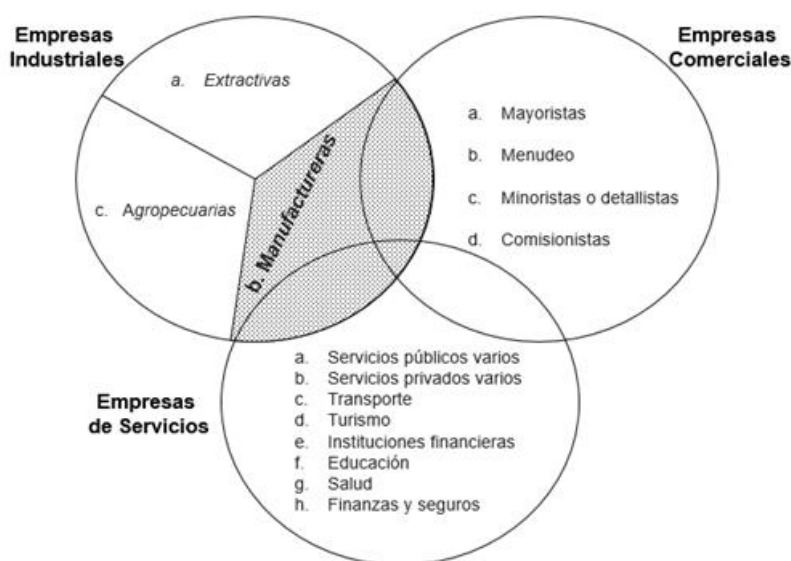 Empresas
Industriales
a. Extractivas
b. Manufactureras
c. Agropecuarias
Empresas
Comerciales
a. Mayoristas
b. Menudeo
c. Minoristas o detallistas
d. Comisionistas
Empresas
de Servicios
a. Servicios públicos varios
b. Servicios privados varios
c. Transporte
d. Turismo
e. Instituciones financieras
f. Educación
g. Salud
h. Finanzas y seguros